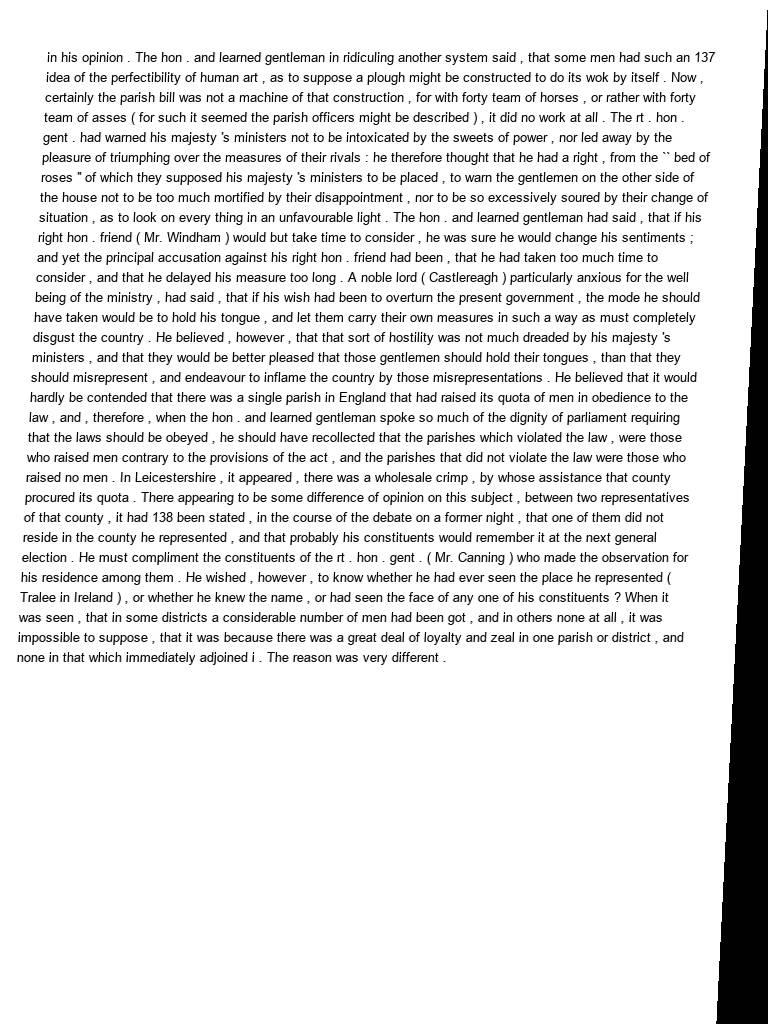 in his opinion . The hon . and learned gentleman in ridiculing another system said , that some men had such an 137
idea of the perfectibility of human art , as to suppose a plough might be constructed to do its wok by itself . Now ,
certainly the parish bill was not a machine of that construction , for with forty team of horses , or rather with forty
team of asses ( for such it seemed the parish officers might be described ) , it did no work at all . The rt . hon .
gent . had warned his majesty 's ministers not to be intoxicated by the sweets of power , nor led away by the
pleasure of triumphing over the measures of their rivals : he therefore thought that he had a right , from the `` bed of
roses '' of which they supposed his majesty 's ministers to be placed , to warn the gentlemen on the other side of
the house not to be too much mortified by their disappointment , nor to be so excessively soured by their change of
situation , as to look on every thing in an unfavourable light . The hon . and learned gentleman had said , that if his
right hon . friend ( Mr. Windham ) would but take time to consider , he was sure he would change his sentiments ;
and yet the principal accusation against his right hon . friend had been , that he had taken too much time to
consider , and that he delayed his measure too long . A noble lord ( Castlereagh ) particularly anxious for the well
being of the ministry , had said , that if his wish had been to overturn the present government , the mode he should
have taken would be to hold his tongue , and let them carry their own measures in such a way as must completely
disgust the country . He believed , however , that that sort of hostility was not much dreaded by his majesty 's
ministers , and that they would be better pleased that those gentlemen should hold their tongues , than that they
should misrepresent , and endeavour to inflame the country by those misrepresentations . He believed that it would
hardly be contended that there was a single parish in England that had raised its quota of men in obedience to the
law , and , therefore , when the hon . and learned gentleman spoke so much of the dignity of parliament requiring
that the laws should be obeyed , he should have recollected that the parishes which violated the law , were those
who raised men contrary to the provisions of the act , and the parishes that did not violate the law were those who
raised no men . In Leicestershire , it appeared , there was a wholesale crimp , by whose assistance that county
procured its quota . There appearing to be some difference of opinion on this subject , between two representatives
of that county , it had 138 been stated , in the course of the debate on a former night , that one of them did not
reside in the county he represented , and that probably his constituents would remember it at the next general
election . He must compliment the constituents of the rt . hon . gent . ( Mr. Canning ) who made the observation for
his residence among them . He wished , however , to know whether he had ever seen the place he represented (
Tralee in Ireland ) , or whether he knew the name , or had seen the face of any one of his constituents ? When it
was seen , that in some districts a considerable number of men had been got , and in others none at all , it was
impossible to suppose , that it was because there was a great deal of loyalty and zeal in one parish or district , and
none in that which immediately adjoined i . The reason was very different .